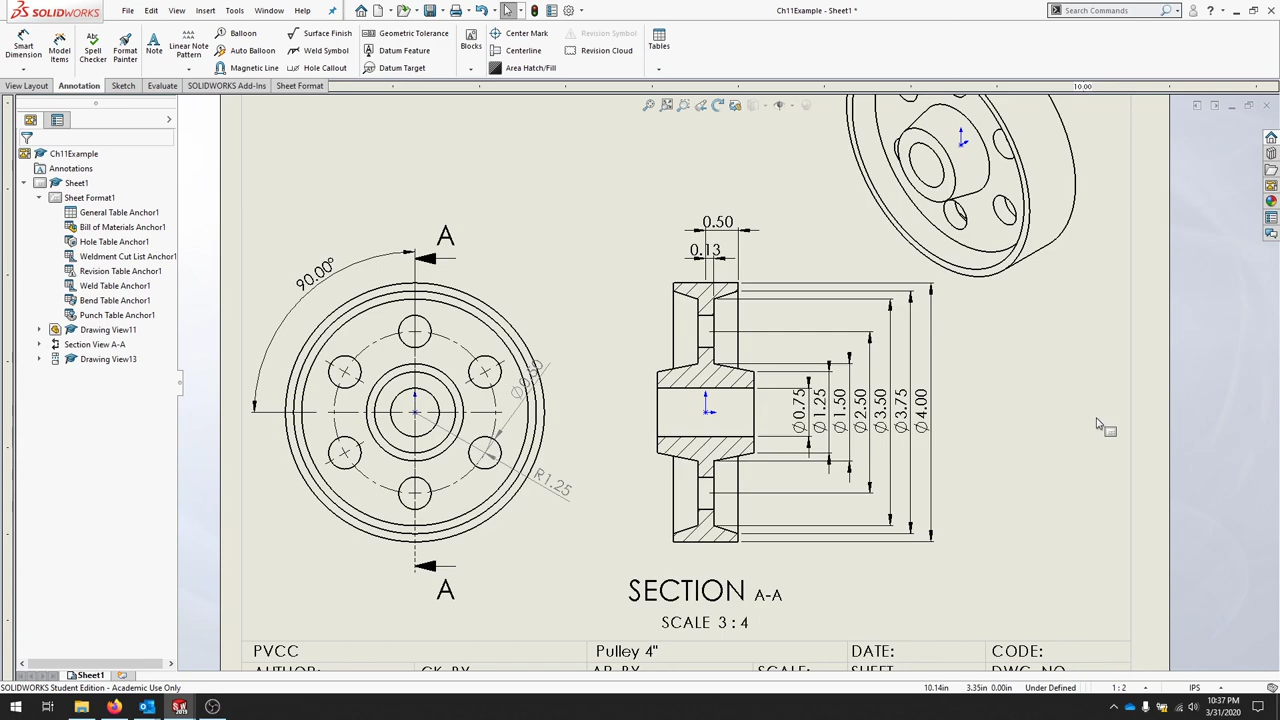 SOLIDWORKS
File Edit View Insert Tools Window Help
Ch11Example - Sheet1 *
Search Commands
Smart Dimension
Model Items
Spell Checker
Format Painter
Note
Linear Note Pattern
Balloon
Auto Balloon
Magnetic Line
Surface Finish
Weld Symbol
Hole Callout
Geometric Tolerance
Datum Feature
Datum Target
Blocks
Center Mark
Centerline
Area Hatch/Fill
Revision Symbol
Revision Cloud
Tables
View Layout Annotation Sketch Evaluate SOLIDWORKS Add-Ins Sheet Format
10.00
Ch11Example
Annotations
Sheet1
Sheet Format1
General Table Anchor1
Bill of Materials Anchor1
Hole Table Anchor1
Weldment Cut List Anchor1
Revision Table Anchor1
Weld Table Anchor1
Bend Table Anchor1
Punch Table Anchor1
Drawing View11
Section View A-A
Drawing View13
A
90.00°
R1.25
A
0.50
0.13
∅0.75
∅1.25
∅1.50
∅2.50
∅3.50
∅3.75
∅4.00
SECTION A-A
SCALE 3 : 4
PVCC
Pulley 4"
DATE:
CODE:
AUTHOR:
CK BY
AP BY
SCALE:
SHEET
DWG NO
Sheet1
SOLIDWORKS Student Edition - Academic Use Only
10.14in 3.35in 0.00in Under Defined 1 : 2 IPS
10:37 PM
3/31/2020